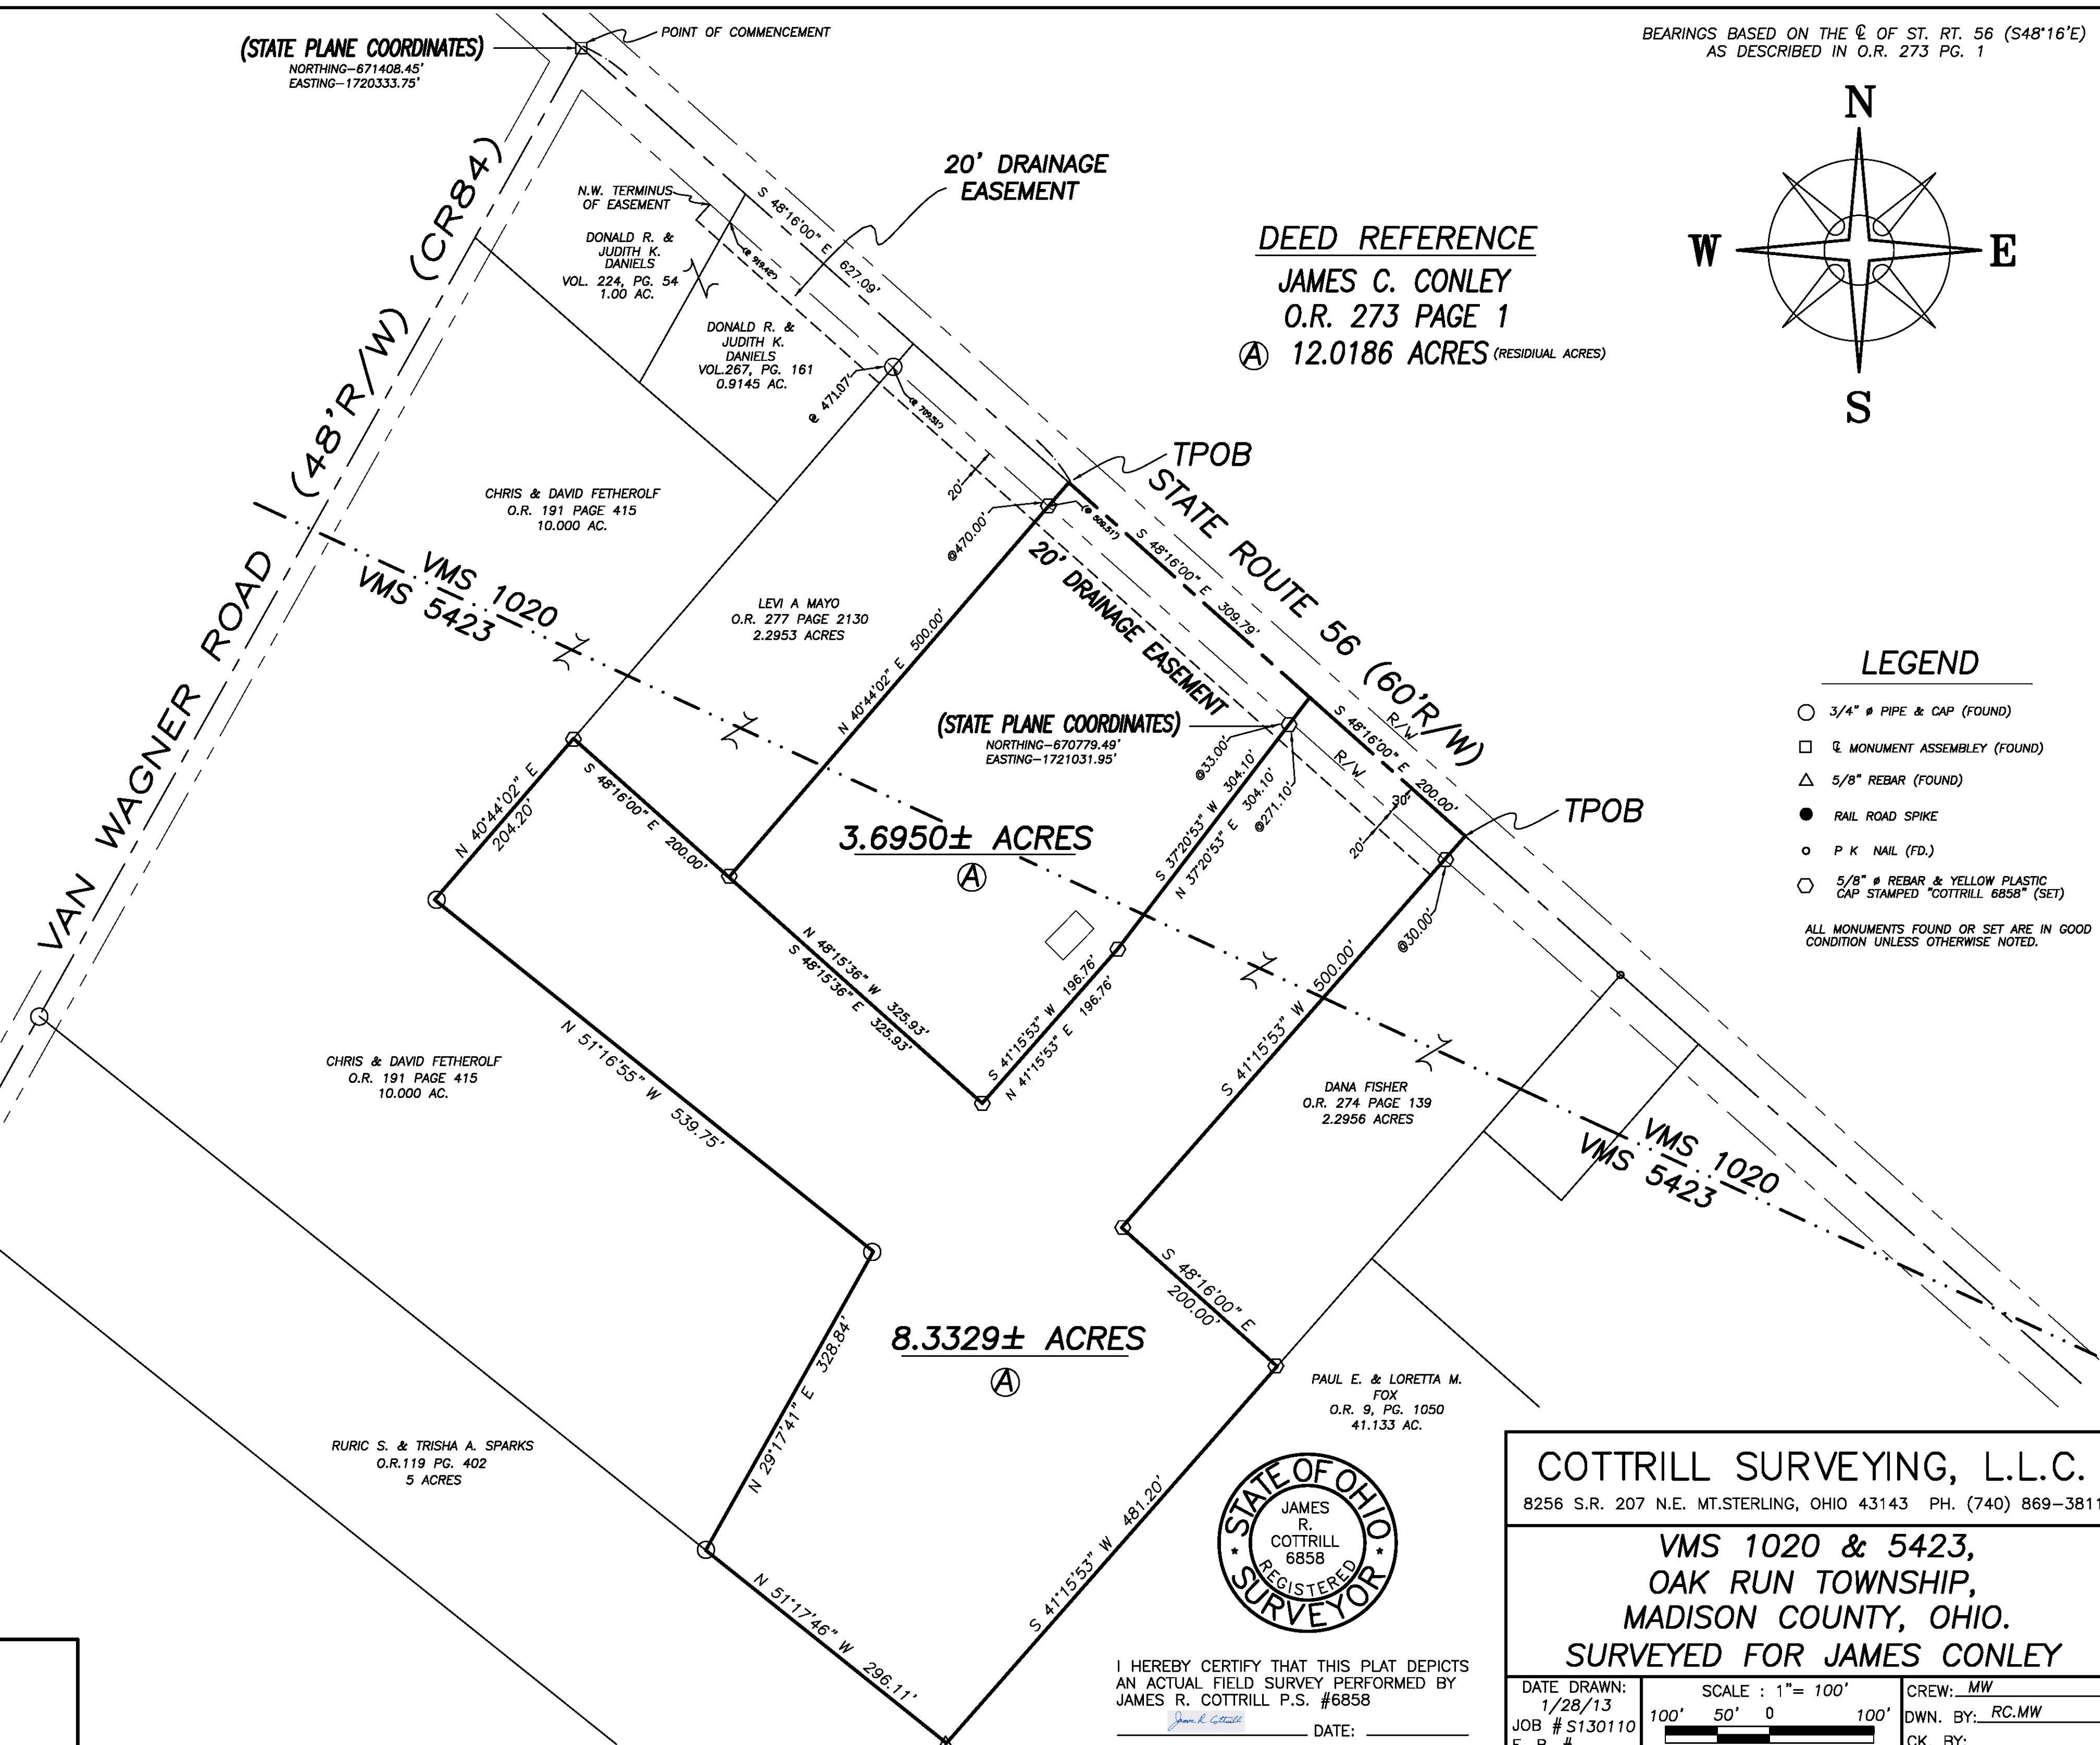 (STATE PLANE COORDINATES)
NORTHING-671408.45'
EASTING-1720333.75'
POINT OF COMMENCEMENT
BEARINGS BASED ON THE ℄ OF ST. RT. 56 (S48°16'E)
AS DESCRIBED IN O.R. 273 PG. 1
N
W
E
S
20' DRAINAGE
EASEMENT
DEED REFERENCE
JAMES C. CONLEY
O.R. 273 PAGE 1
Ⓐ 12.0186 ACRES (RESIDIUAL ACRES)
N.W. TERMINUS
OF EASEMENT
DONALD R. &
JUDITH K.
DANIELS
VOL. 224, PG. 54
1.00 AC.
DONALD R. &
JUDITH K.
DANIELS
VOL.267, PG. 161
0.9145 AC.
S 48°16'00" E 627.09'
(@ 919.42')
@ 471.07'
(@ 709.51')
20'
@470.00'
(@ 509.51')
TPOB
VAN WAGNER ROAD (48'R/W) (CR84)
CHRIS & DAVID FETHEROLF
O.R. 191 PAGE 415
10.000 AC.
VMS 1020
VMS 5423
LEVI A MAYO
O.R. 277 PAGE 2130
2.2953 ACRES
N 40°44'02" E 500.00'
20' DRAINAGE EASEMENT
S 48°16'00" E 309.79'
STATE ROUTE 56 (60'R/W)
R/W
R/W
S 48°16'00" E 200.00'
30'
20'
TPOB
(STATE PLANE COORDINATES)
NORTHING-670779.49'
EASTING-1721031.95'
@33.00'
@271.10'
@30.00'
S 37°20'53" W 304.10'
N 37°20'53" E 304.10'
LEGEND
3/4" ø PIPE & CAP (FOUND)
℄ MONUMENT ASSEMBLEY (FOUND)
5/8" REBAR (FOUND)
RAIL ROAD SPIKE
P K NAIL (FD.)
5/8" ø REBAR & YELLOW PLASTIC
CAP STAMPED "COTTRILL 6858" (SET)
ALL MONUMENTS FOUND OR SET ARE IN GOOD
CONDITION UNLESS OTHERWISE NOTED.
N 40°44'02" E
204.20'
S 48°16'00" E 200.00'
3.6950± ACRES
Ⓐ
N 48°15'36" W 325.93'
S 48°15'36" E 325.93'
S 41°15'53" W 196.76'
N 41°15'53" E 196.76'
S 41°15'53" W 500.00'
N 51°16'55" W 539.75'
CHRIS & DAVID FETHEROLF
O.R. 191 PAGE 415
10.000 AC.
DANA FISHER
O.R. 274 PAGE 139
2.2956 ACRES
VMS 1020
VMS 5423
S 48°16'00" E
200.00'
8.3329± ACRES
Ⓐ
N 29°17'41" E 328.84'
PAUL E. & LORETTA M.
FOX
O.R. 9, PG. 1050
41.133 AC.
RURIC S. & TRISHA A. SPARKS
O.R.119 PG. 402
5 ACRES
N 51°17'46" W 296.11'
S 41°15'53" W 481.20'
STATE OF OHIO
JAMES
R.
COTTRILL
6858
REGISTERED
SURVEYOR
I HEREBY CERTIFY THAT THIS PLAT DEPICTS
AN ACTUAL FIELD SURVEY PERFORMED BY
JAMES R. COTTRILL P.S. #6858
James R Cottrill
DATE:
COTTRILL SURVEYING, L.L.C.
8256 S.R. 207 N.E. MT.STERLING, OHIO 43143 PH. (740) 869-3811
VMS 1020 & 5423,
OAK RUN TOWNSHIP,
MADISON COUNTY, OHIO.
SURVEYED FOR JAMES CONLEY
DATE DRAWN:
1/28/13
JOB # S130110
SCALE : 1"= 100'
100' 50' 0 100'
CREW: MW
DWN. BY: RC.MW
CK. BY: